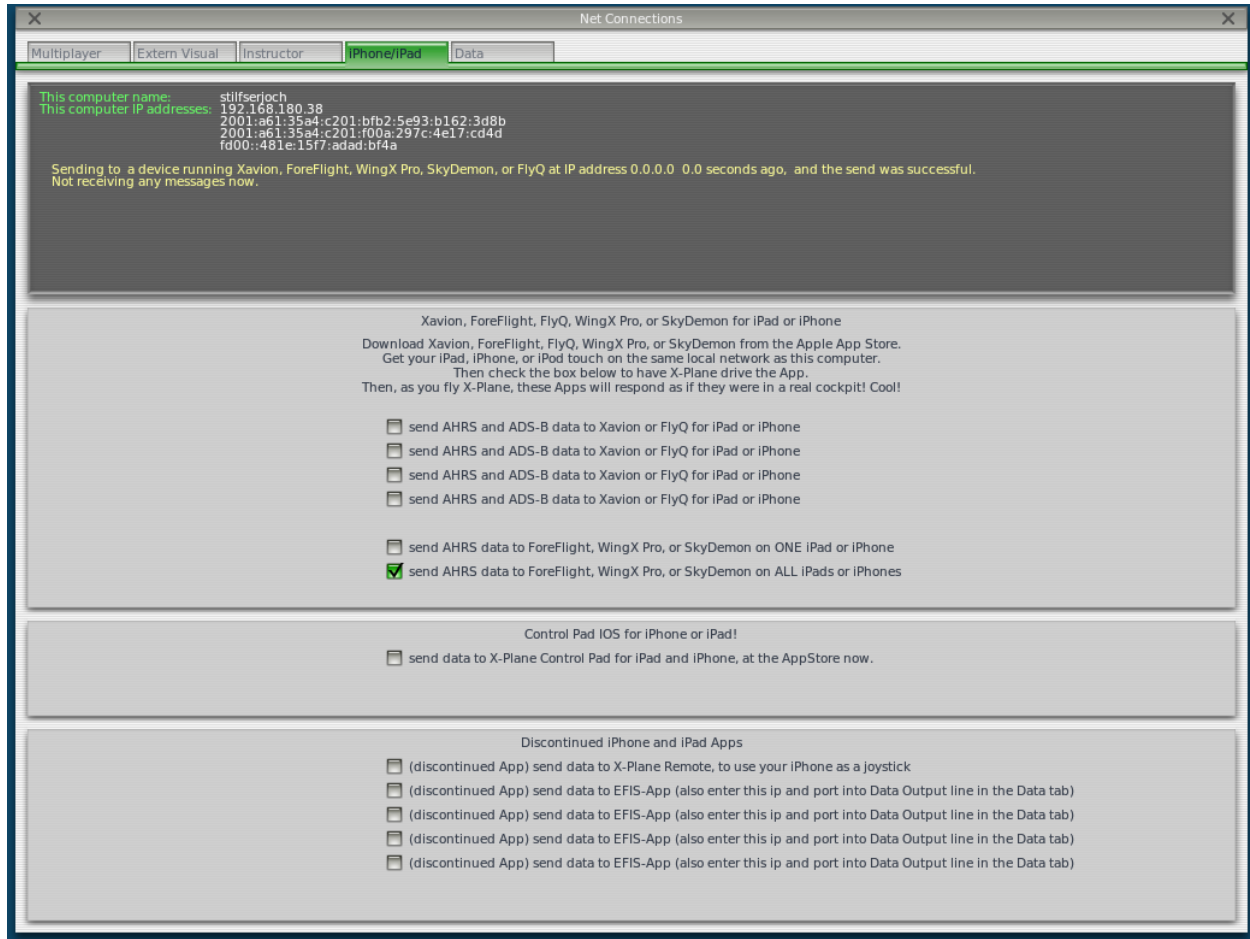 Net Connections
Multiplayer
Extern Visual
Instructor
iPhone/iPad
Data
This computer name: stilfserjoch
This computer IP addresses: 192.168.180.38
2001:a61:35a4:c201:bfb2:5e93:b162:3d8b
2001:a61:35a4:c201:f00a:297c:4e17:cd4d
fd00::481e:15f7:adad:bf4a
Sending to a device running Xavion, ForeFlight, WingX Pro, SkyDemon, or FlyQ at IP address 0.0.0.0 0.0 seconds ago, and the send was successful.
Not receiving any messages now.
Xavion, ForeFlight, FlyQ, WingX Pro, or SkyDemon for iPad or iPhone
Download Xavion, ForeFlight, FlyQ, WingX Pro, or SkyDemon from the Apple App Store.
Get your iPad, iPhone, or iPod touch on the same local network as this computer.
Then check the box below to have X-Plane drive the App.
Then, as you fly X-Plane, these Apps will respond as if they were in a real cockpit! Cool!
send AHRS and ADS-B data to Xavion or FlyQ for iPad or iPhone
send AHRS and ADS-B data to Xavion or FlyQ for iPad or iPhone
send AHRS and ADS-B data to Xavion or FlyQ for iPad or iPhone
send AHRS and ADS-B data to Xavion or FlyQ for iPad or iPhone
send AHRS data to ForeFlight, WingX Pro, or SkyDemon on ONE iPad or iPhone
send AHRS data to ForeFlight, WingX Pro, or SkyDemon on ALL iPads or iPhones
Control Pad IOS for iPhone or iPad!
send data to X-Plane Control Pad for iPad and iPhone, at the AppStore now.
Discontinued iPhone and iPad Apps
(discontinued App) send data to X-Plane Remote, to use your iPhone as a joystick
(discontinued App) send data to EFIS-App (also enter this ip and port into Data Output line in the Data tab)
(discontinued App) send data to EFIS-App (also enter this ip and port into Data Output line in the Data tab)
(discontinued App) send data to EFIS-App (also enter this ip and port into Data Output line in the Data tab)
(discontinued App) send data to EFIS-App (also enter this ip and port into Data Output line in the Data tab)